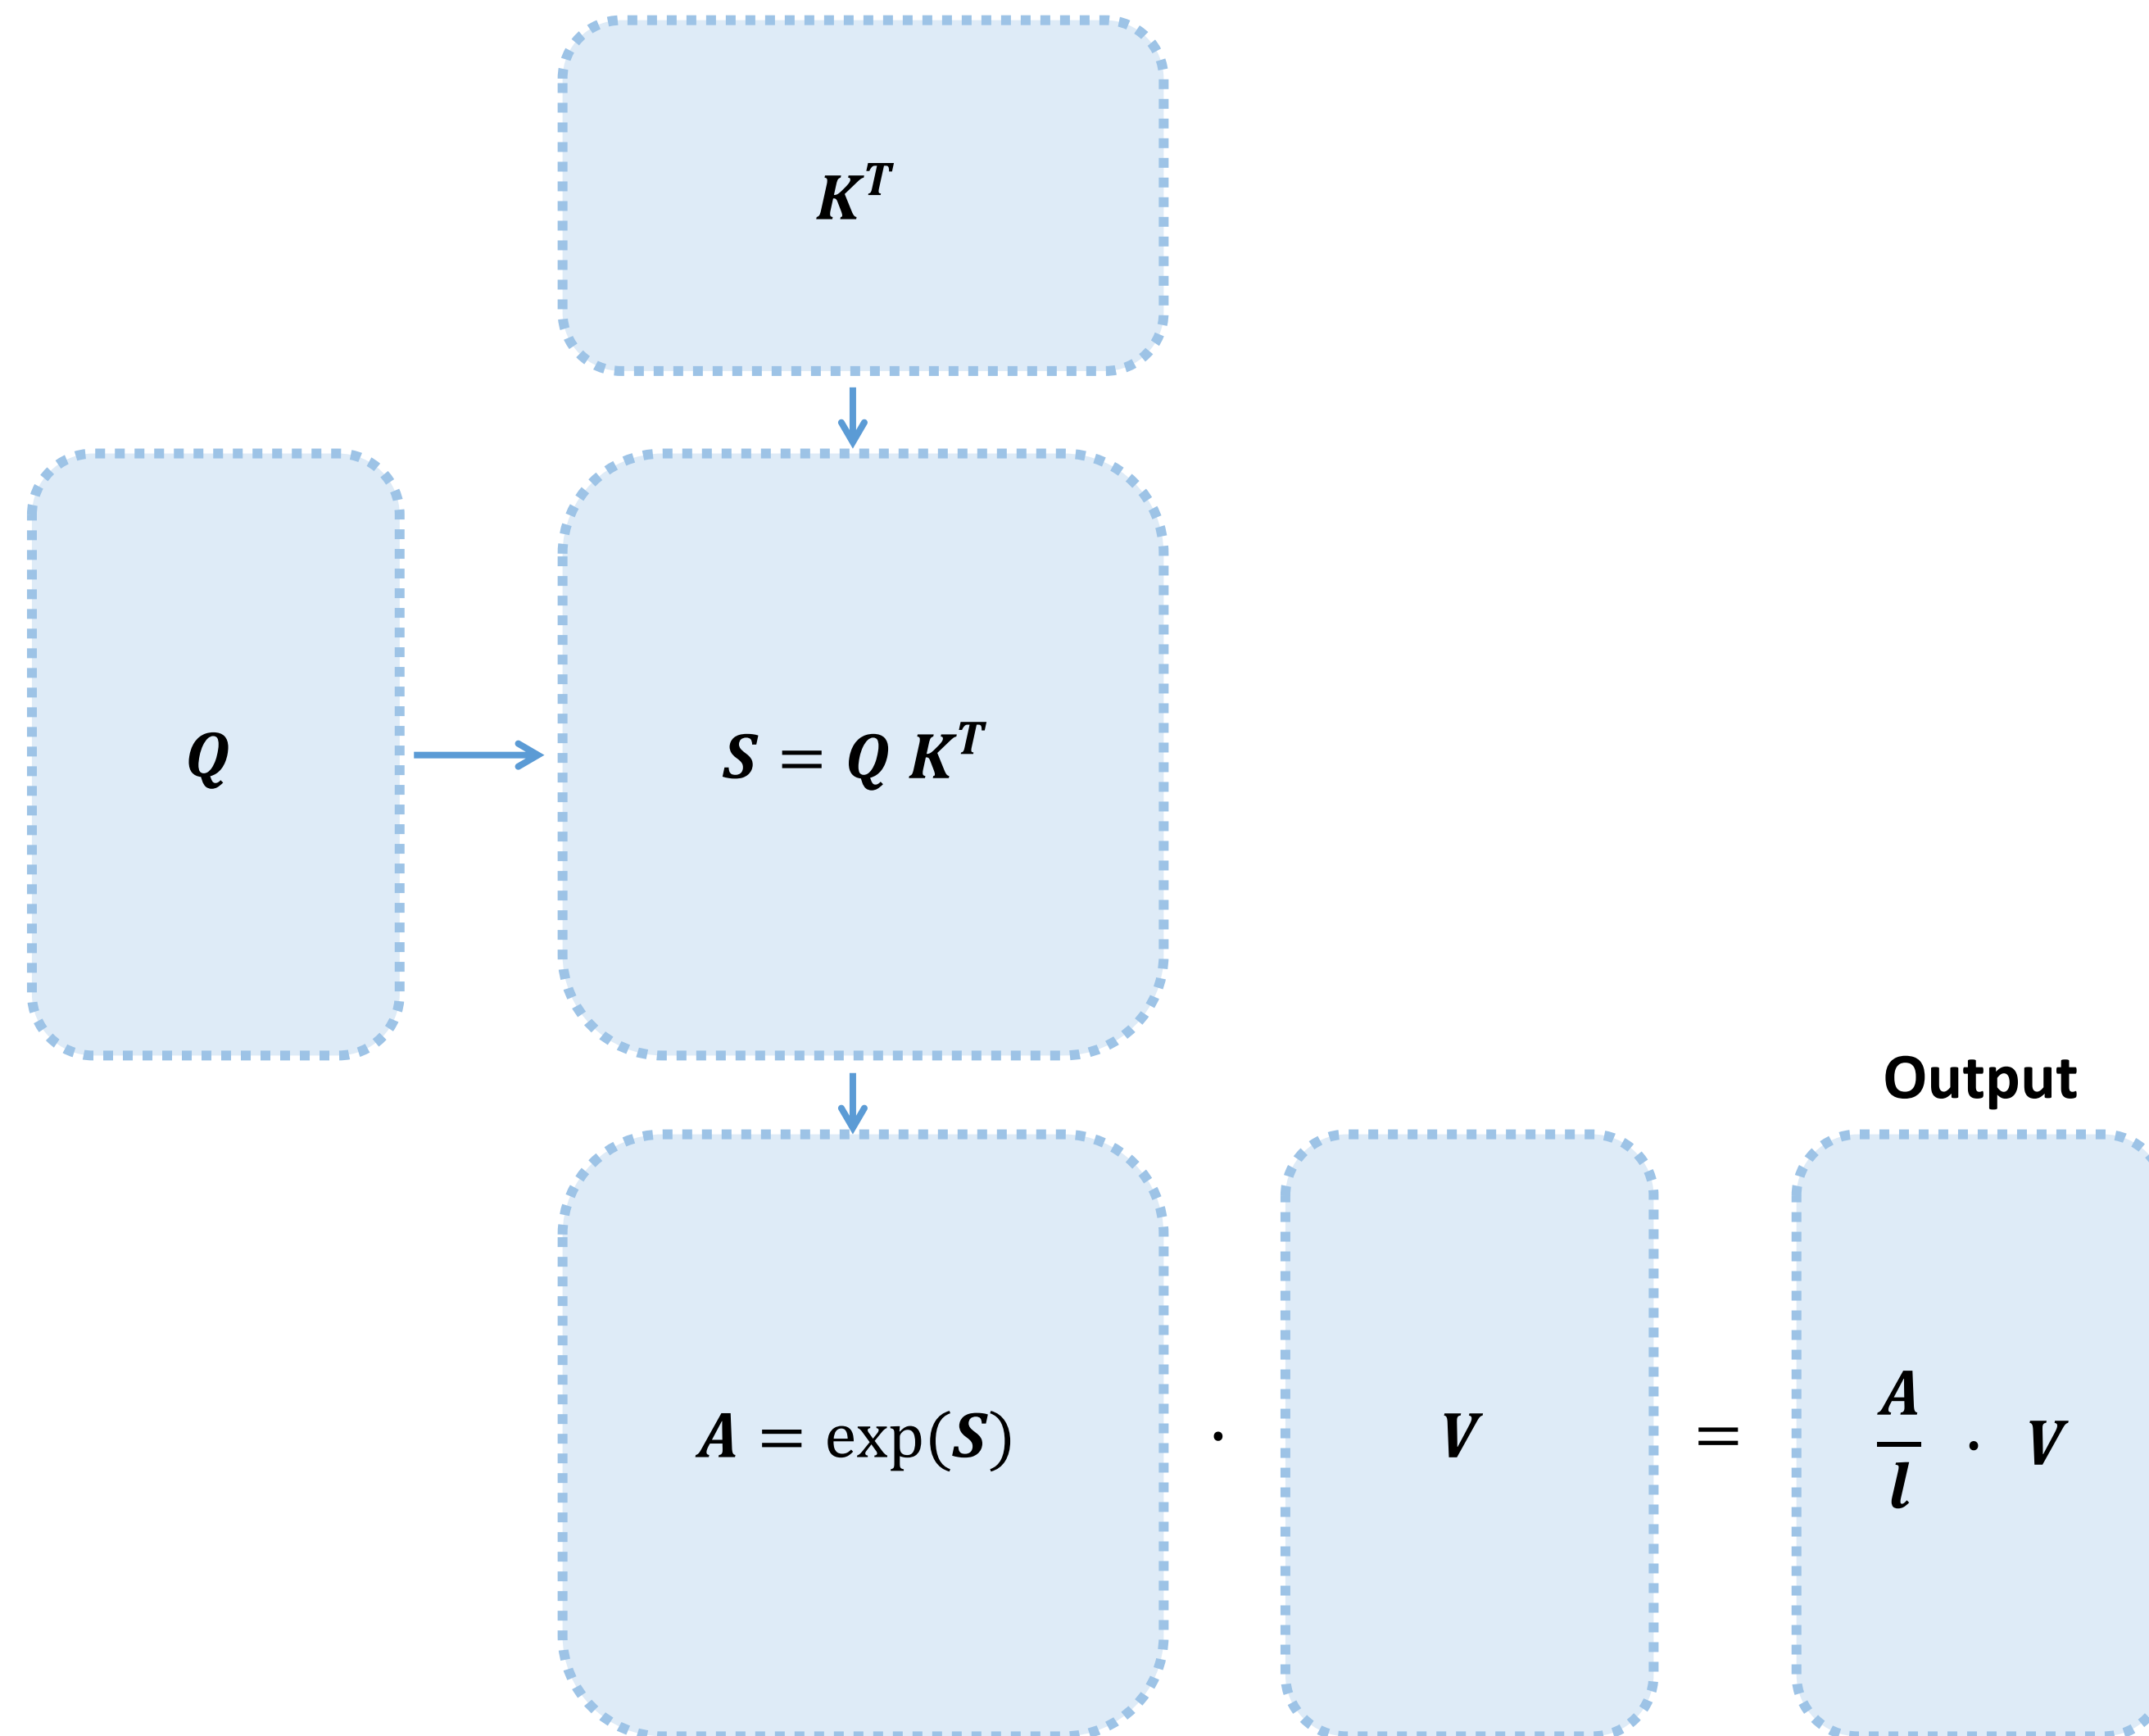 K^T
Q
S = Q K^T
Output
A = exp(S) · V = A/l · V